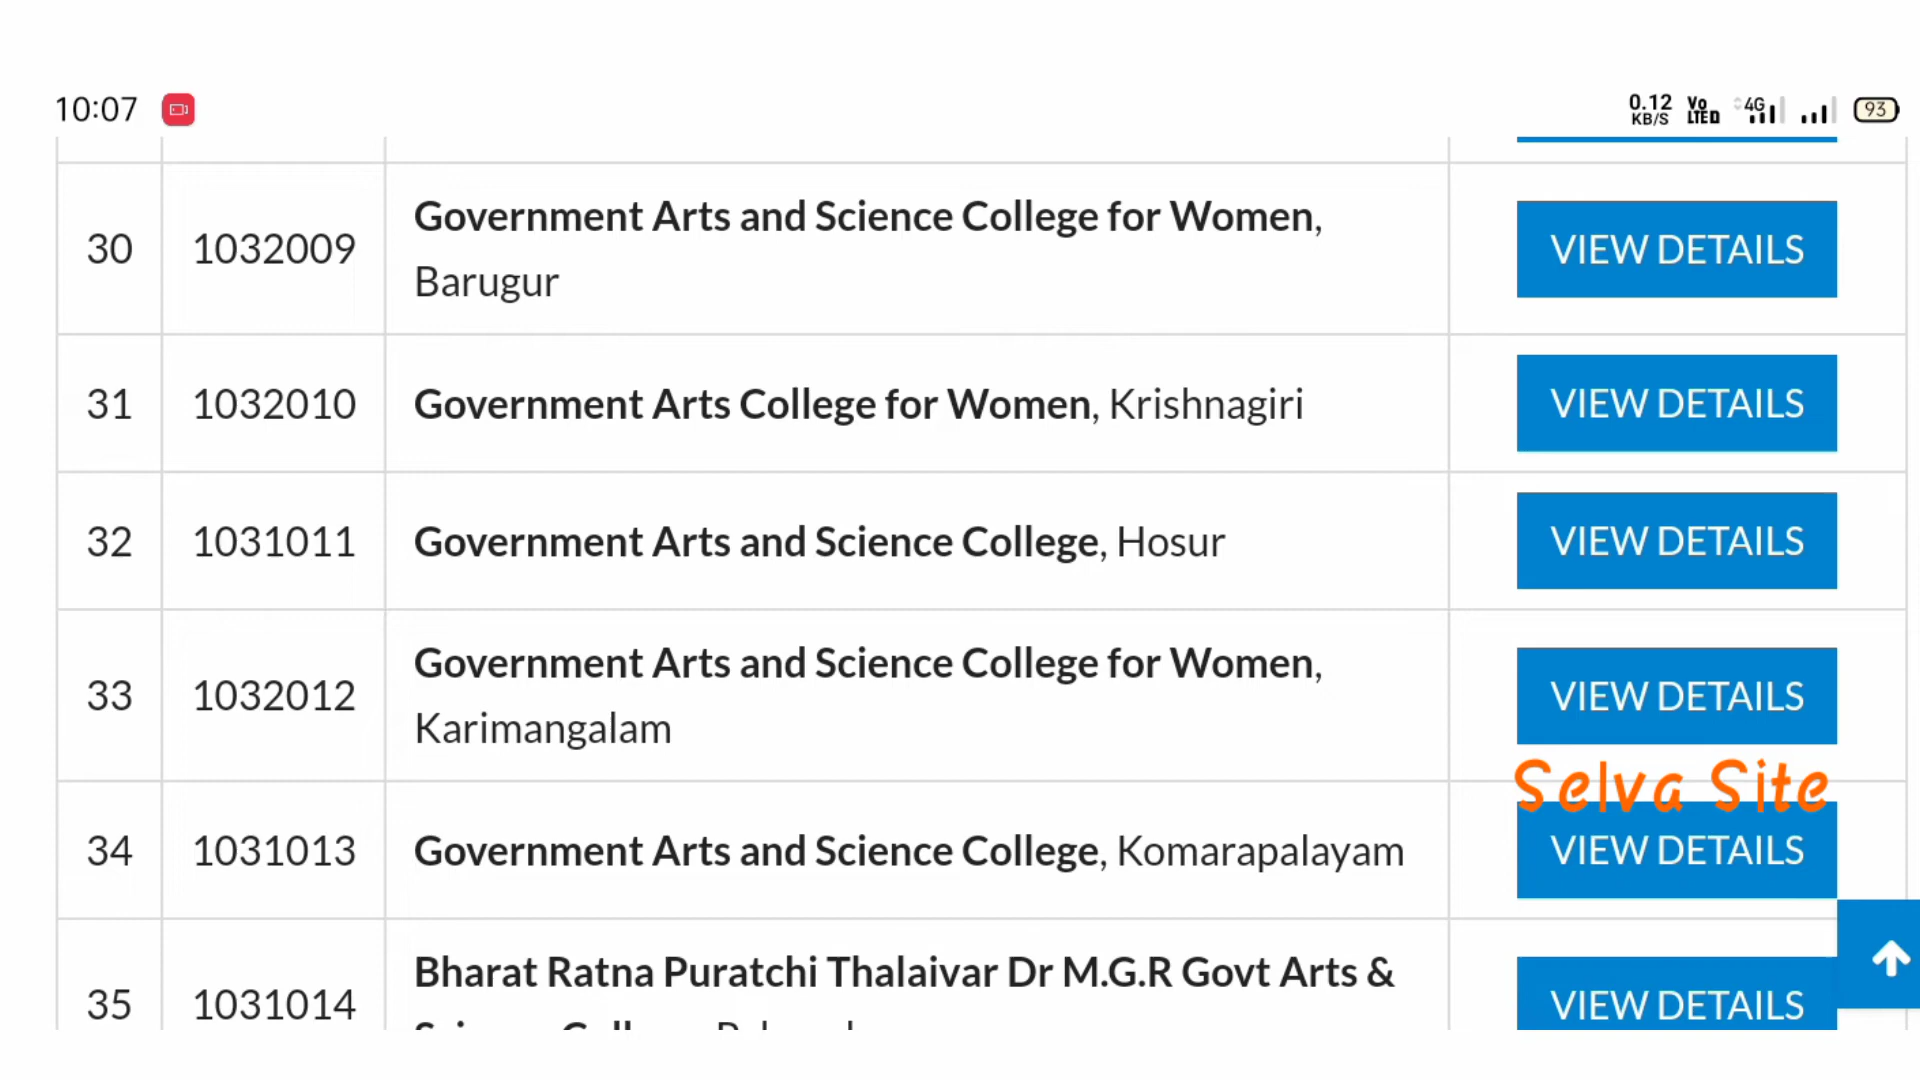 10:07
0.12 KB/S Vo LTED 4G 93
30 1032009 Government Arts and Science College for Women, Barugur VIEW DETAILS
31 1032010 Government Arts College for Women, Krishnagiri VIEW DETAILS
32 1031011 Government Arts and Science College, Hosur VIEW DETAILS
33 1032012 Government Arts and Science College for Women, Karimangalam VIEW DETAILS
Selva Site
34 1031013 Government Arts and Science College, Komarapalayam VIEW DETAILS
35 1031014 Bharat Ratna Puratchi Thalaivar Dr M.G.R Govt Arts & VIEW DETAILS